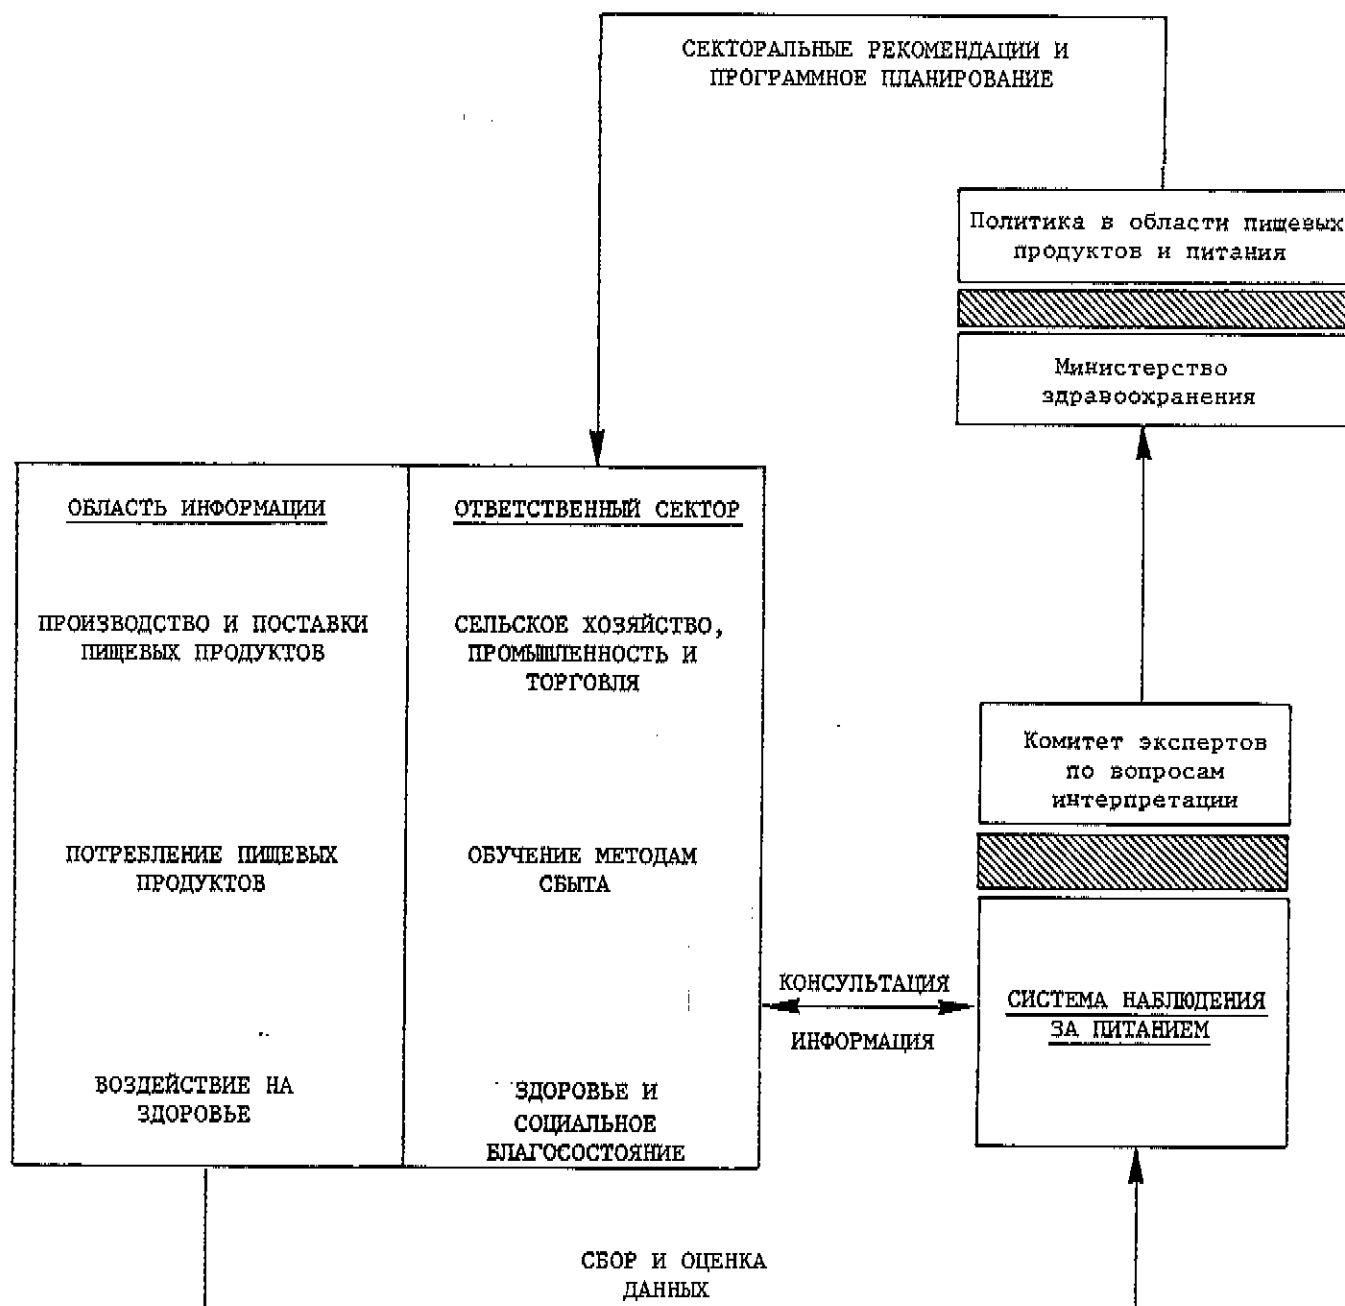 СЕКТОРАЛЬНЫЕ РЕКОМЕНДАЦИИ И
ПРОГРАММНОЕ ПЛАНИРОВАНИЕ
Политика в области пищевых
продуктов и питания
Министерство
здравоохранения
ОБЛАСТЬ ИНФОРМАЦИИ
ОТВЕТСТВЕННЫЙ СЕКТОР
ПРОИЗВОДСТВО И ПОСТАВКИ
ПИЩЕВЫХ ПРОДУКТОВ
СЕЛЬСКОЕ ХОЗЯЙСТВО,
ПРОМЫШЛЕННОСТЬ И
ТОРГОВЛЯ
Комитет экспертов
по вопросам
интерпретации
ПОТРЕБЛЕНИЕ ПИЩЕВЫХ
ПРОДУКТОВ
ОБУЧЕНИЕ МЕТОДАМ
СБЫТА
КОНСУЛЬТАЦИЯ
ИНФОРМАЦИЯ
СИСТЕМА НАБЛЮДЕНИЯ
ЗА ПИТАНИЕМ
ВОЗДЕЙСТВИЕ НА
ЗДОРОВЬЕ
ЗДОРОВЬЕ И
СОЦИАЛЬНОЕ
БЛАГОСОСТОЯНИЕ
СБОР И ОЦЕНКА
ДАННЫХ